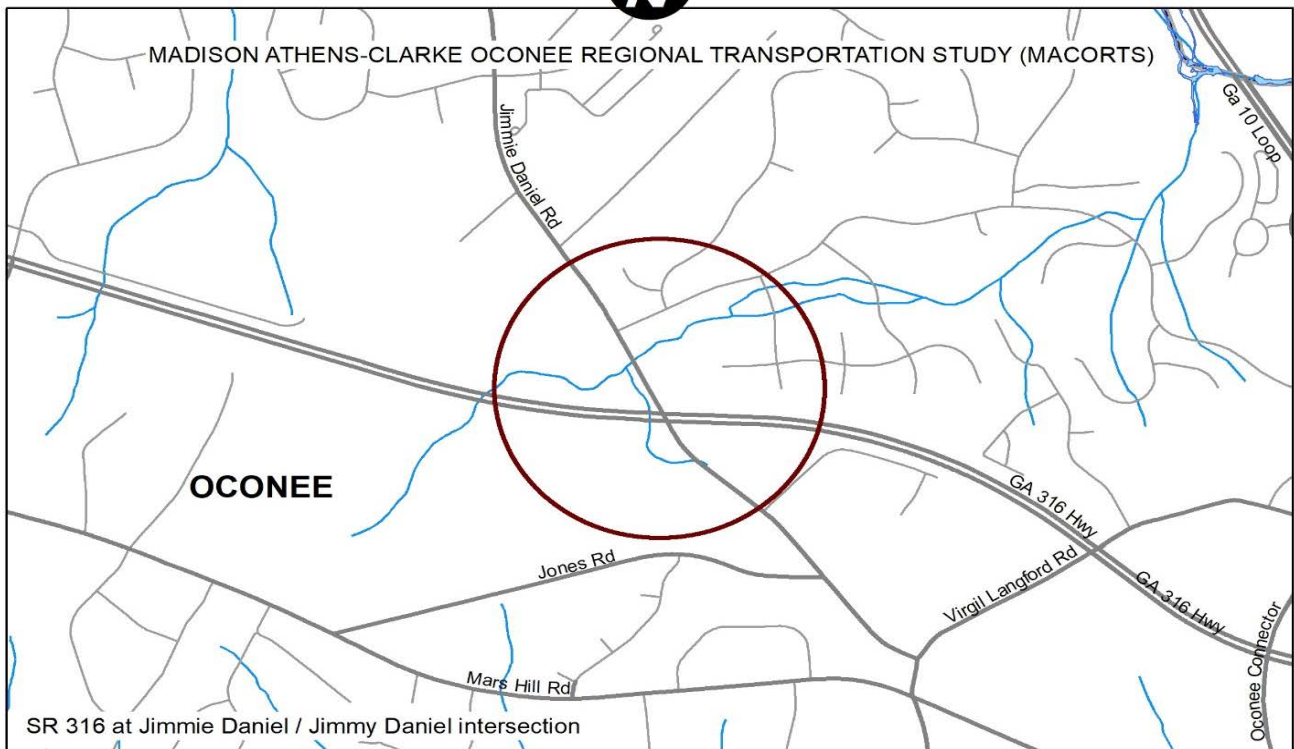 N
MADISON ATHENS-CLARKE OCONEE REGIONAL TRANSPORTATION STUDY (MACORTS)
Ga 10 Loop
Jimmie Daniel Rd
OCONEE
GA 316 Hwy
Jones Rd
Virgil Langford Rd
GA 316 Hwy
Oconee Connector
Mars Hill Rd
SR 316 at Jimmie Daniel / Jimmy Daniel intersection